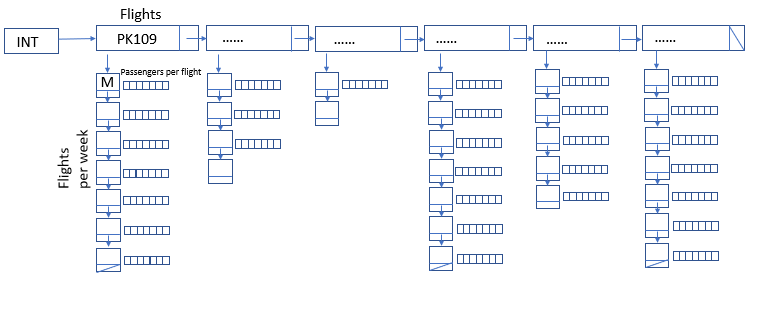 Flights
INT
PK109
......
......
......
......
......
M
Passengers per flight
Flights
per week